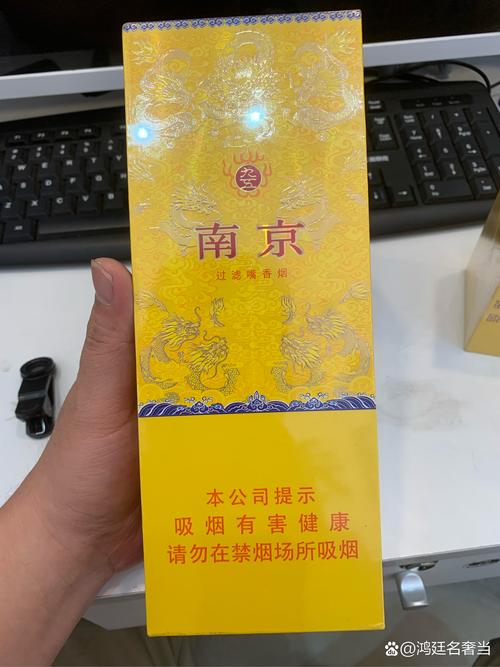 九五
南京
过滤嘴香烟
本公司提示
吸烟有害健康
请勿在禁烟场所吸烟
@鸿廷名奢当